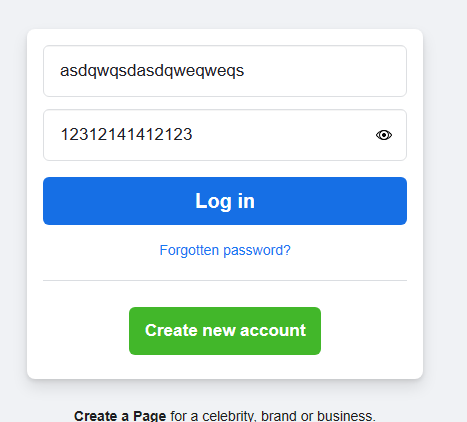 asdqwqsdasdqweqweqs
12312141412123
Log in
Forgotten password?
Create new account
Create a Page for a celebrity, brand or business.